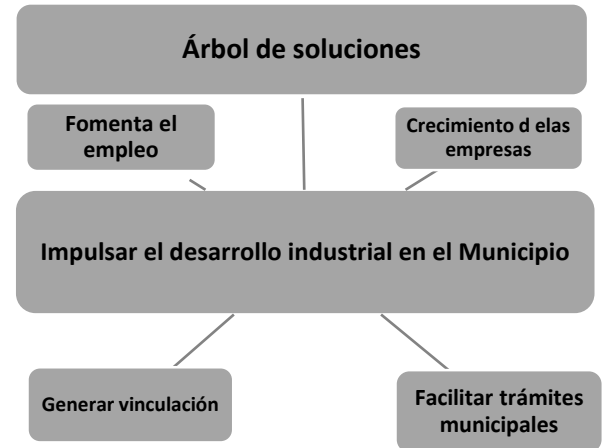 Árbol de soluciones
Fomenta el
empleo
Crecimiento d elas
empresas
Impulsar el desarrollo industrial en el Municipio
Generar vinculación
Facilitar trámites
municipales